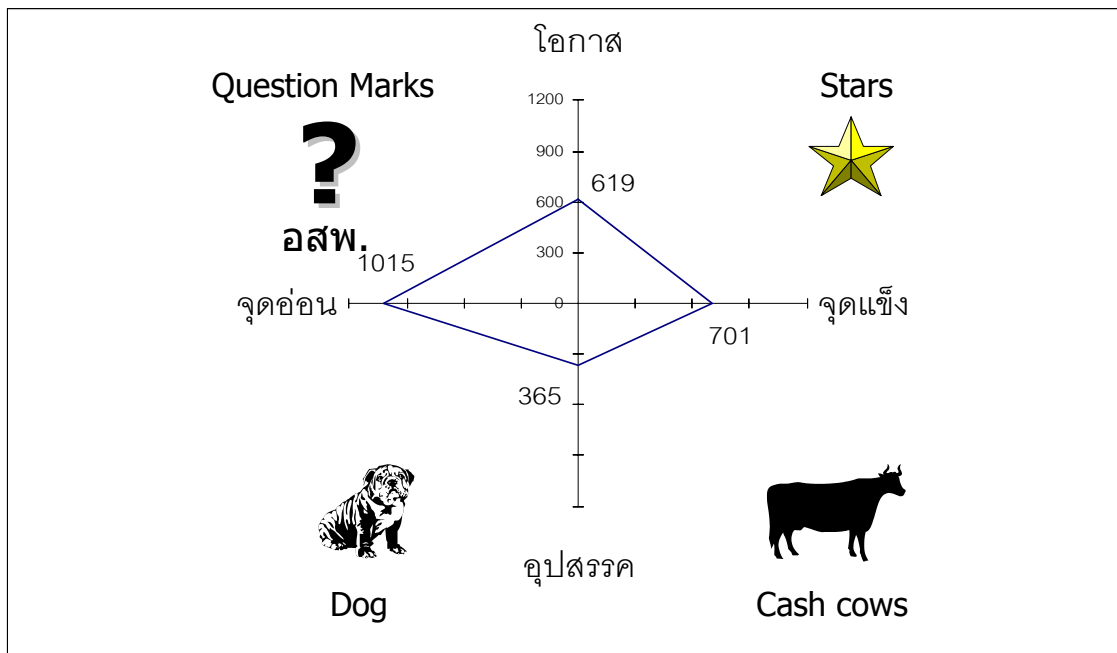 โอกาส
Question Marks
Stars
1200
900
619
600
?
อสพ.
300
1015
จุดอ่อน
0
จุดแข็ง
701
365
อุปสรรค
Dog
Cash cows